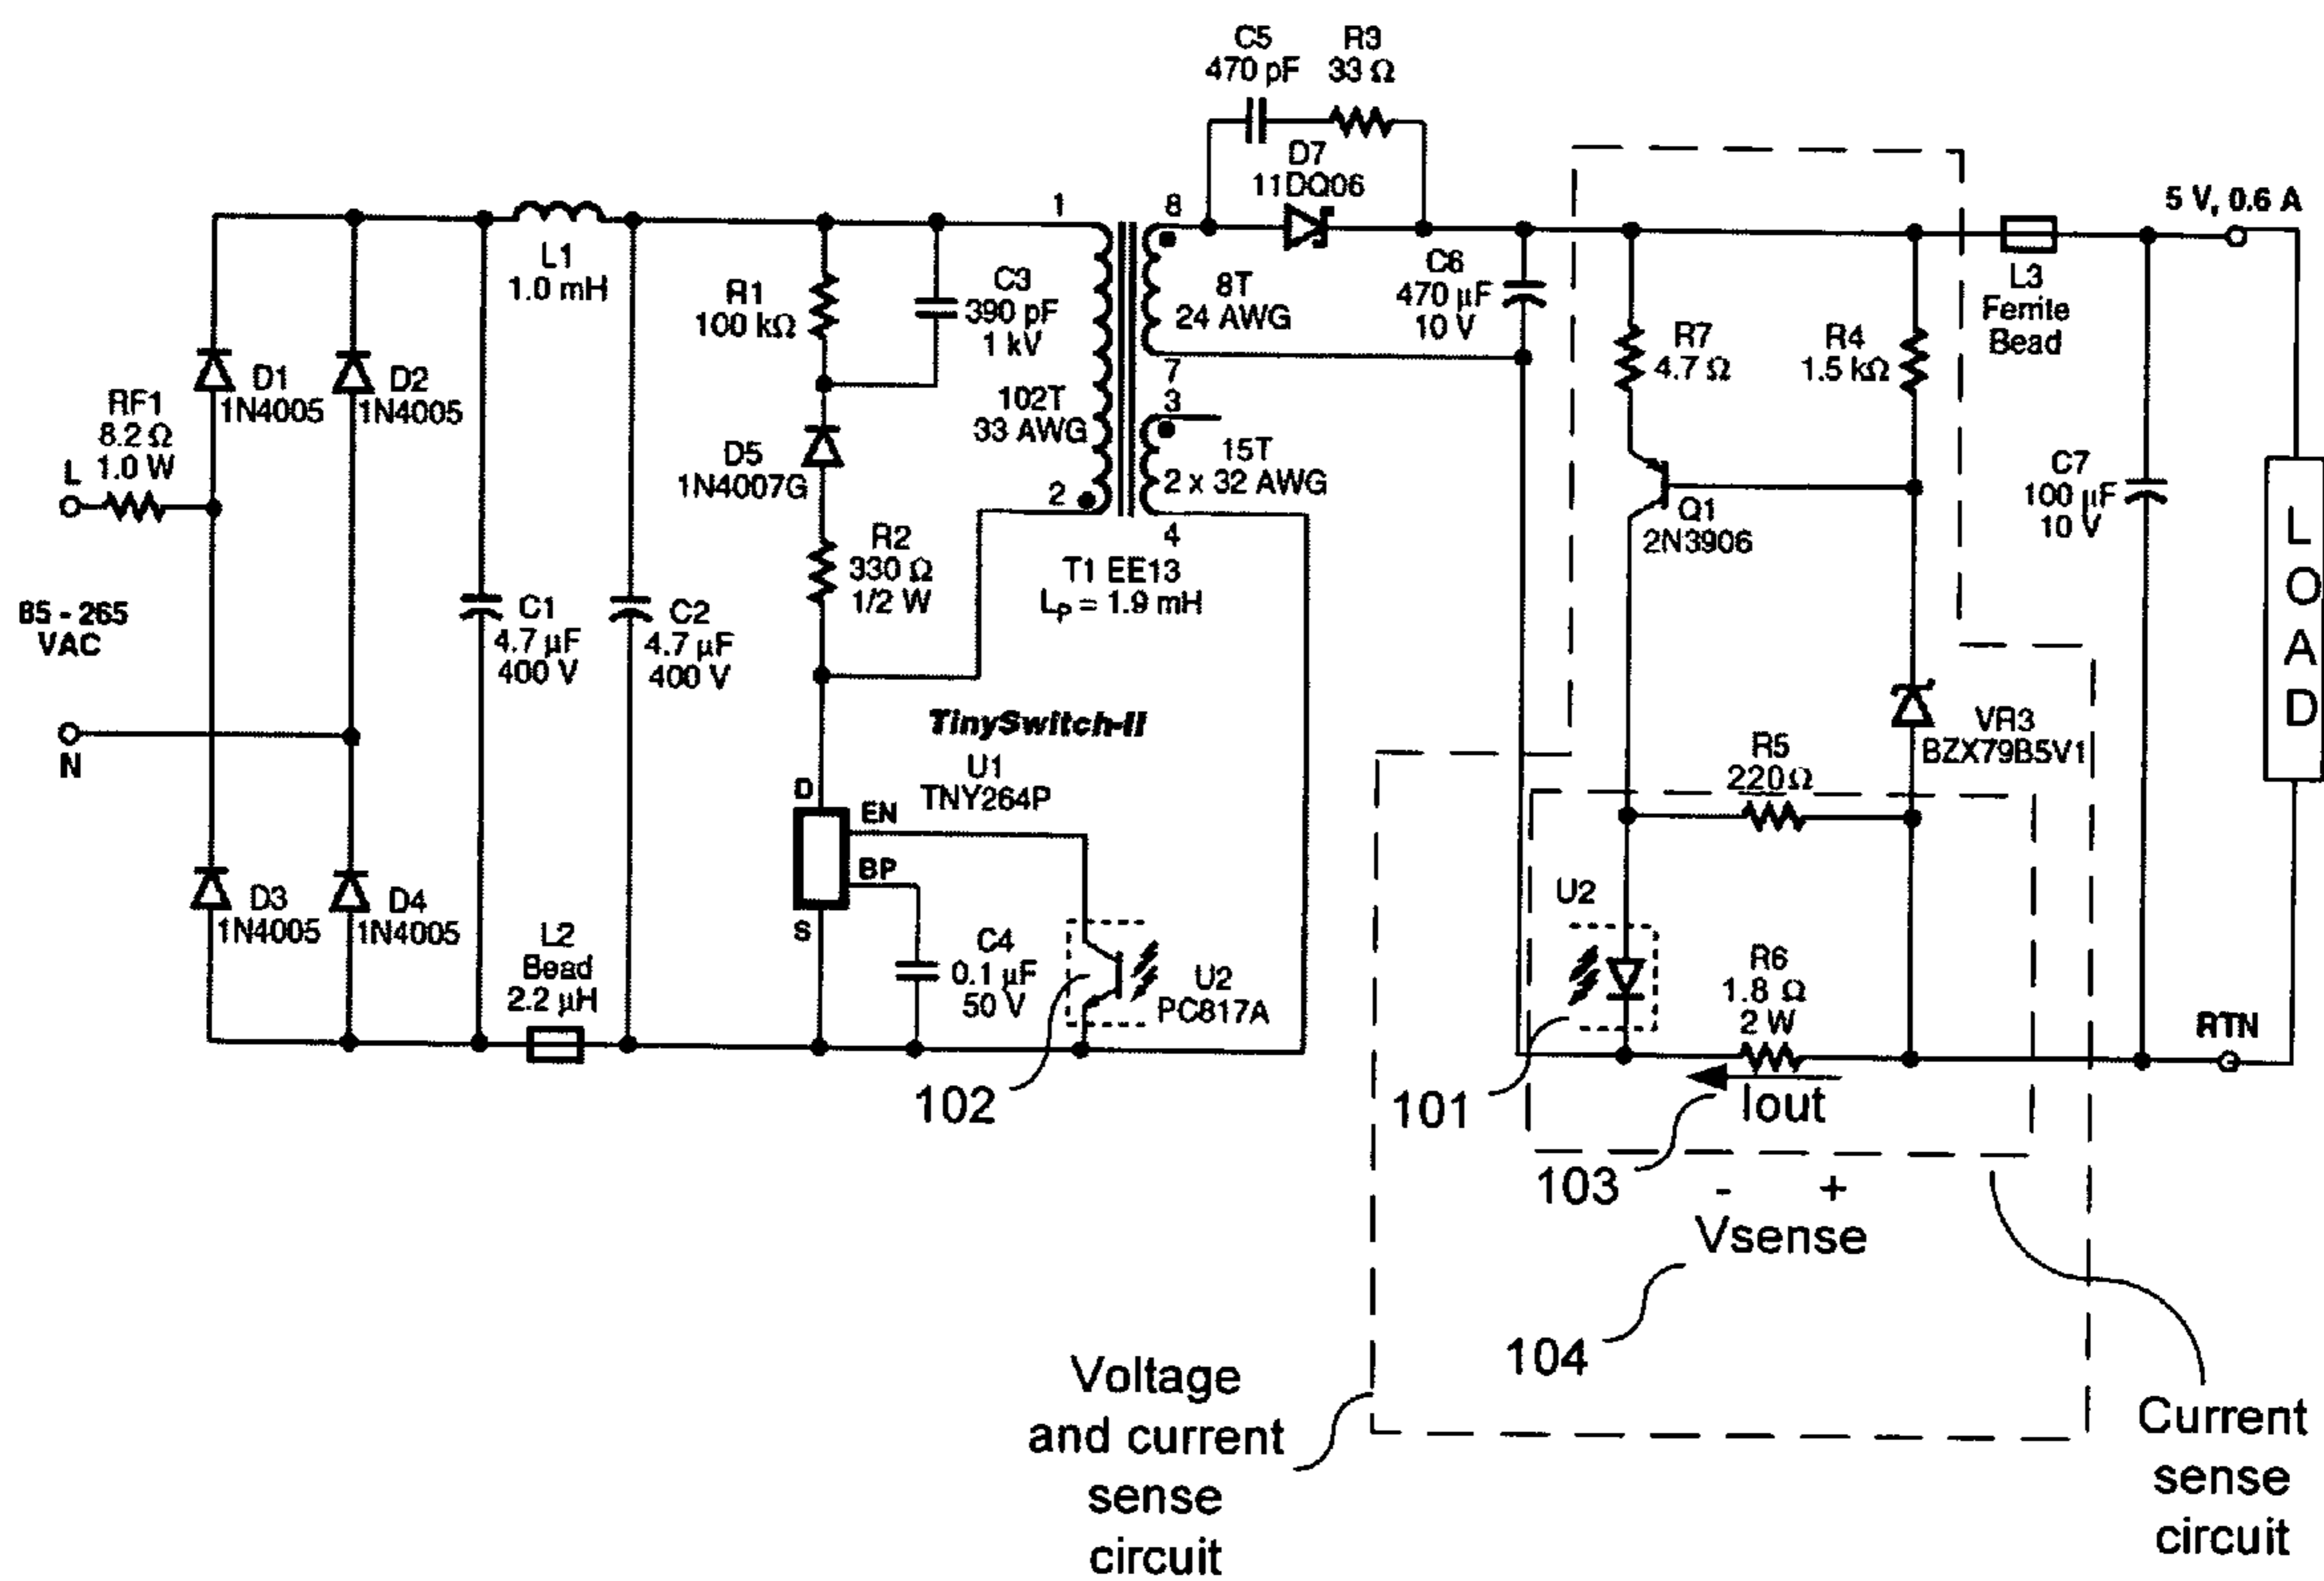 C5
470 pF
R3
33 Ω
D7
11DQ06
1
8
5 V, 0.6 A
L1
1.0 mH
R1
100 kΩ
C3
390 pF
1 kV
8T
24 AWG
C6
470 µF
10 V
L3
Ferrite
Bead
R7
4.7 Ω
R4
1.5 kΩ
D1
1N4005
D2
1N4005
RF1
8.2 Ω
1.0 W
L
102T
33 AWG
7
3
D5
1N4007G
15T
2 x 32 AWG
2
4
C7
100 µF
10 V
Q1
2N3906
R2
330 Ω
1/2 W
T1 EE13
LP = 1.9 mH
85 - 265
VAC
C1
4.7 µF
400 V
C2
4.7 µF
400 V
LOAD
N
TinySwitch-II
U1
TNY264P
VR3
BZX79B5V1
R5
220 Ω
D
EN
BP
S
D3
1N4005
D4
1N4005
L2
Bead
2.2 µH
C4
0.1 µF
50 V
U2
PC817A
U2
R6
1.8 Ω
2 W
RTN
102
101
Iout
103
- +
Vsense
104
Voltage
and current
sense
circuit
Current
sense
circuit